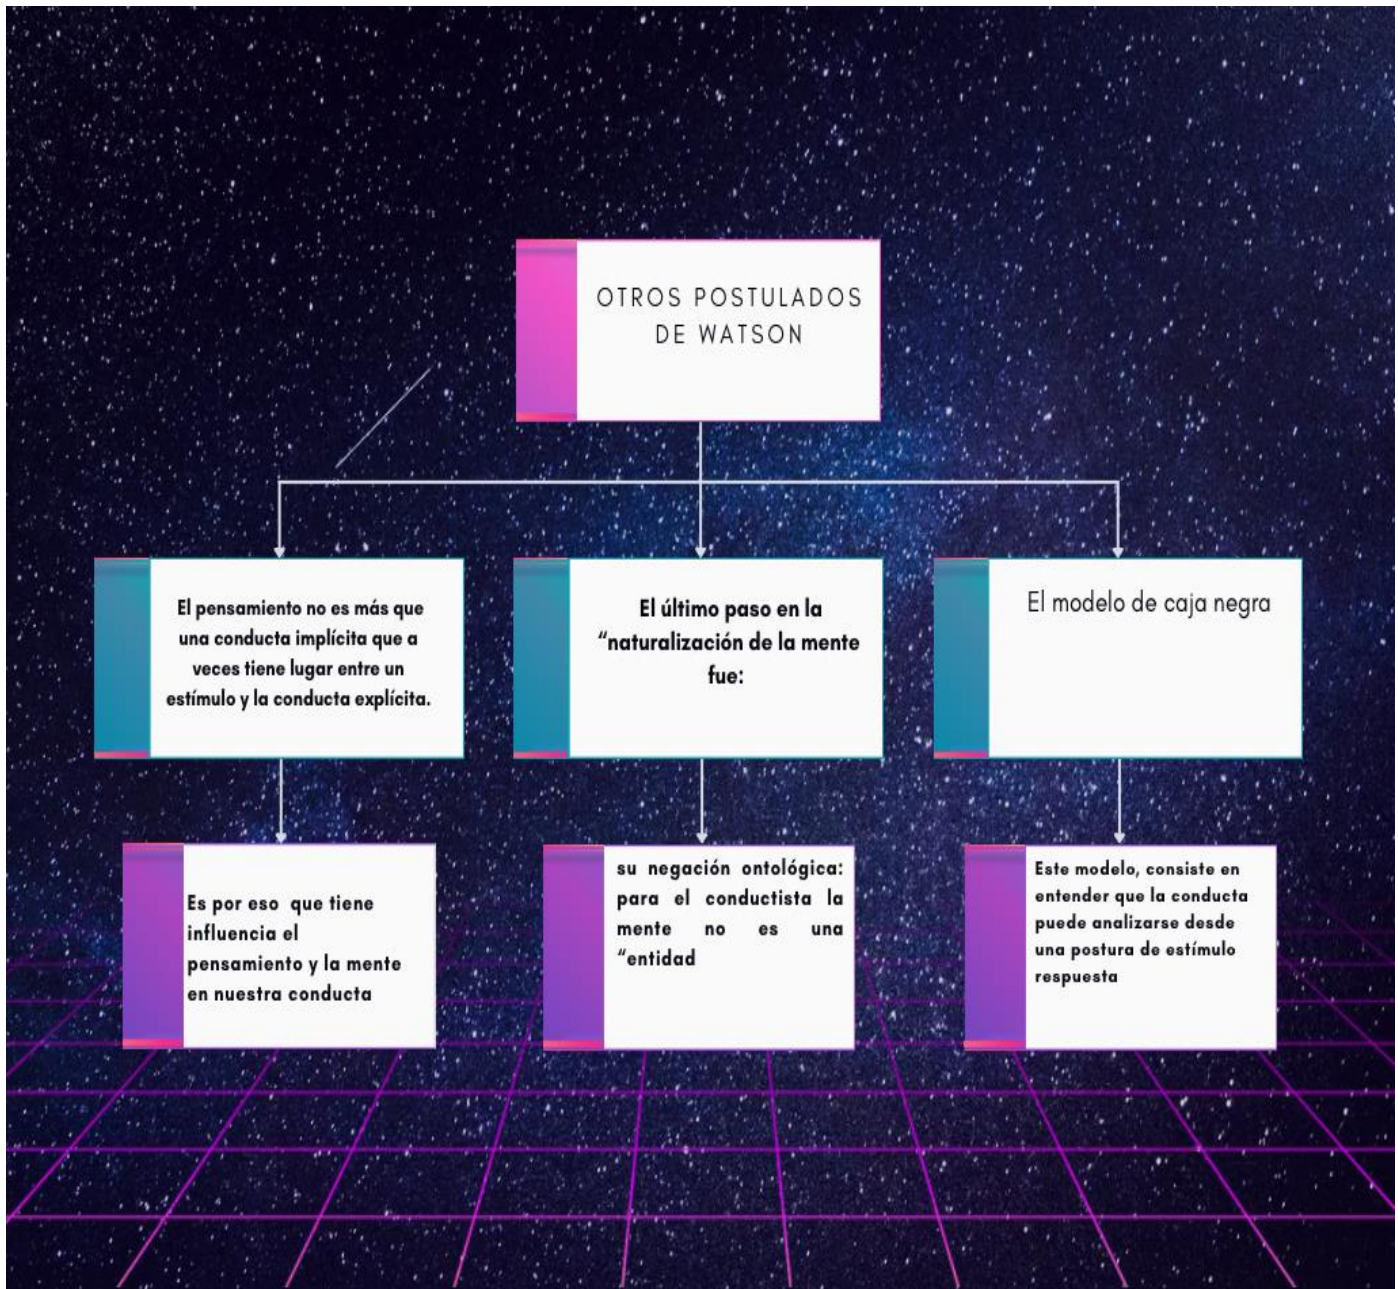 OTROS POSTULADOS
DE WATSON
El pensamiento no es más que
una conducta implícita que a
veces tiene lugar entre un
estímulo y la conducta explícita.
El último paso en la
“naturalización de la mente
fue:
El modelo de caja negra
Es por eso que tiene
influencia el
pensamiento y la mente
en nuestra conducta
su negación ontológica:
para el conductista la
mente no es una
“entidad
Este modelo, consiste en
entender que la conducta
puede analizarse desde
una postura de estímulo
respuesta